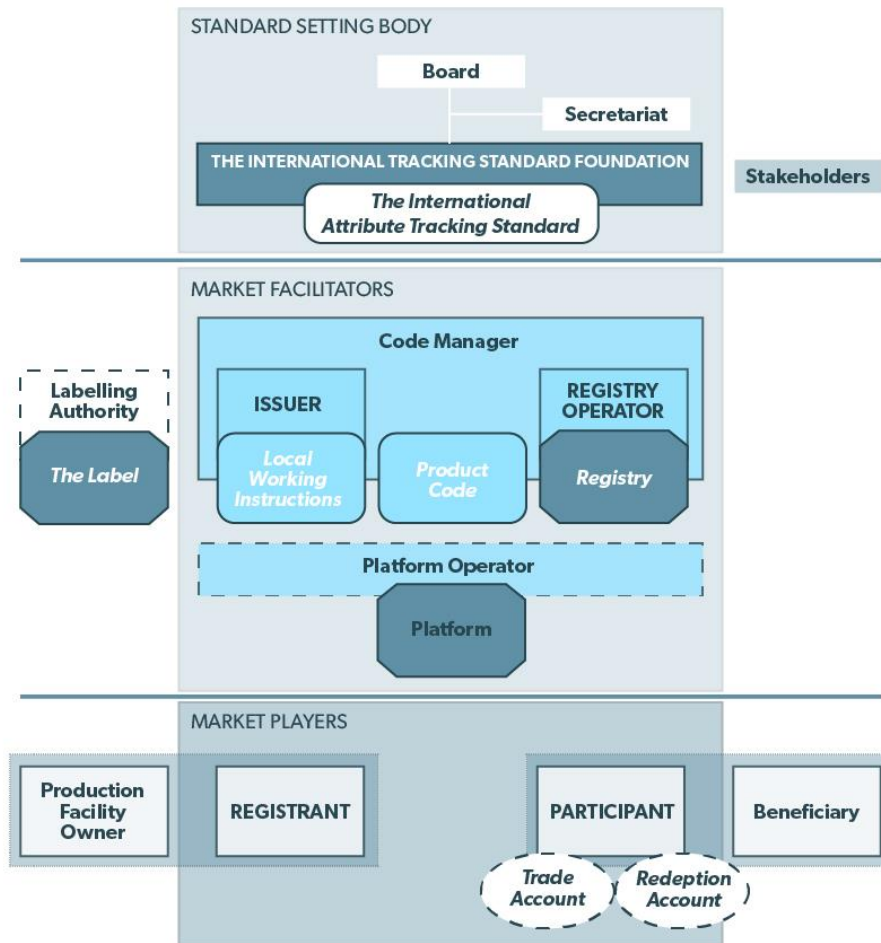 STANDARD SETTING BODY
Board
Secretariat
THE INTERNATIONAL TRACKING STANDARD FOUNDATION
The International
Attribute Tracking Standard
Stakeholders
MARKET FACILITATORS
Code Manager
Labelling
Authority
The Label
ISSUER
Local
Working
Instructions
Product
Code
REGISTRY
OPERATOR
Registry
Platform Operator
Platform
MARKET PLAYERS
Production
Facility
Owner
REGISTRANT
PARTICIPANT
Beneficiary
Trade
Account
Redeption
Account